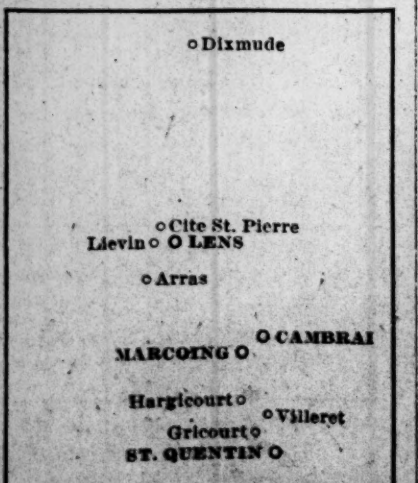 Dixmude
Cite St. Pierre
Lievin LENS
Arras
CAMBRAI
MARCOING
Hargicourt
Villeret
Gricourt
ST. QUENTIN